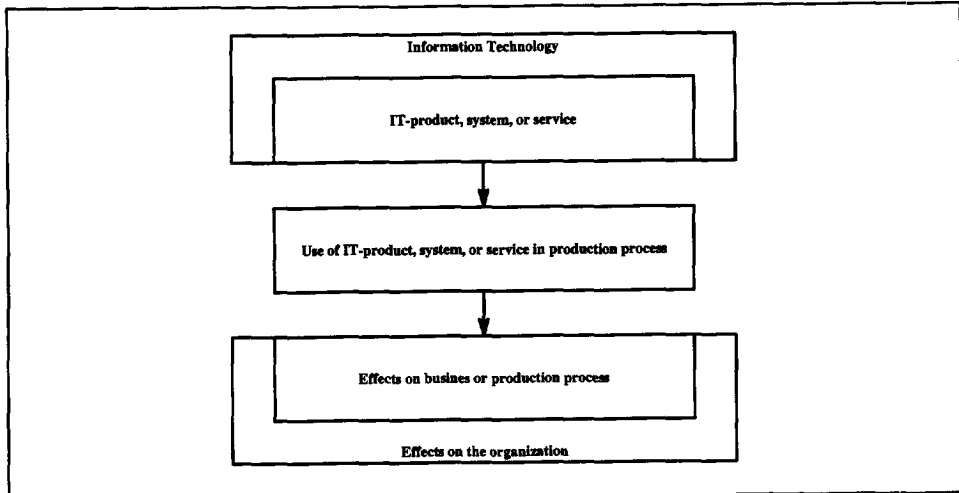 Information Technology
IT-product, system, or service
Use of IT-product, system, or service in production process
Effects on busines or production process
Effects on the organization